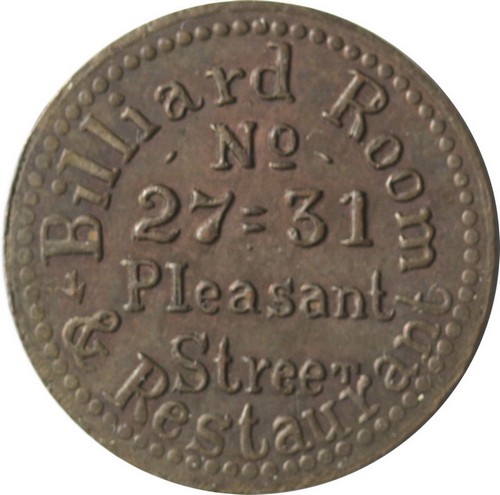 Billiard Room
& Restaurant
No
27=31
Pleasant
Street